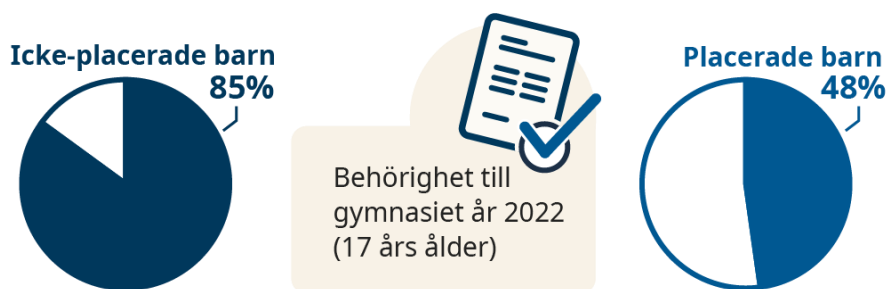 Icke-placerade barn
85%
Behörighet till
gymnasiet år 2022
(17 års ålder)
Placerade barn
48%